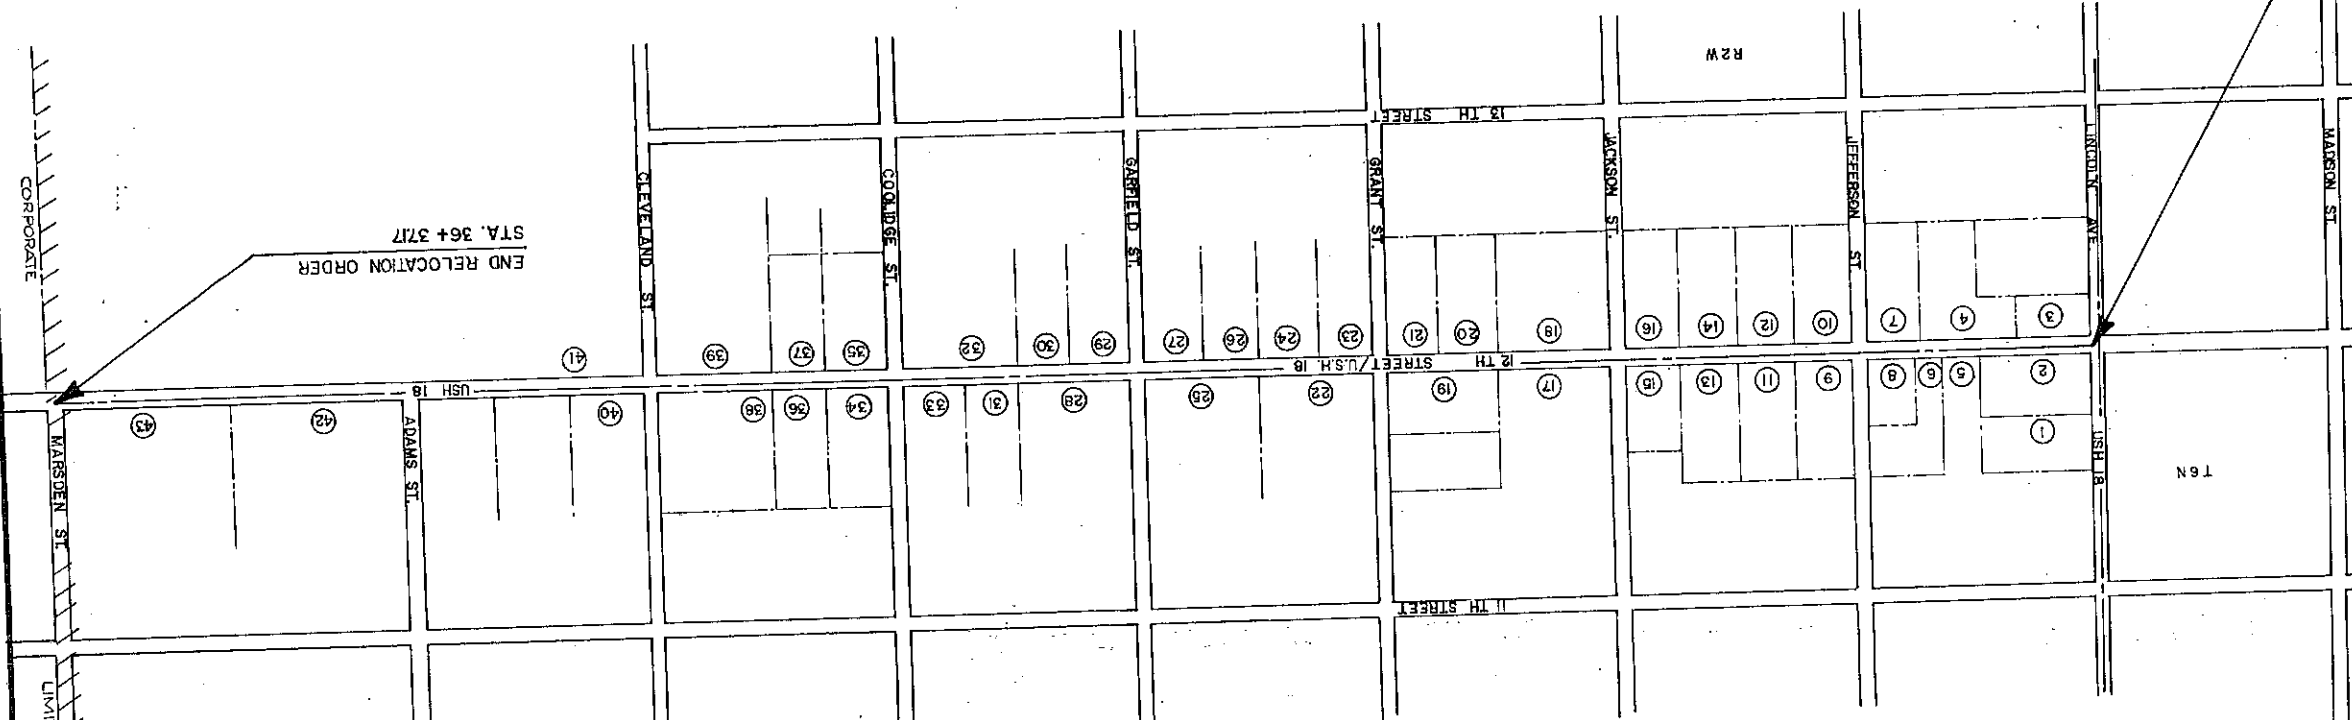 R2W
13 TH STREET
CORPORATE
CLEVELAND ST.
COOLIDGE ST.
GARFIELD ST.
GRANT ST.
JACKSON ST.
JEFFERSON ST.
LINCOLN AVE
MADISON ST.
END RELOCATION ORDER
STA. 36+37.17
41
39
37
35
32
30
29
27
26
24
23
21
20
18
16
14
12
10
7
4
3
12 TH STREET/U.S.H. 18
USH 18
43
42
40
38
36
34
33
31
28
25
22
19
17
15
13
11
9
8
6
5
2
1
MARSDEN ST.
ADAMS ST.
USH 18
T6N
11 TH STREET